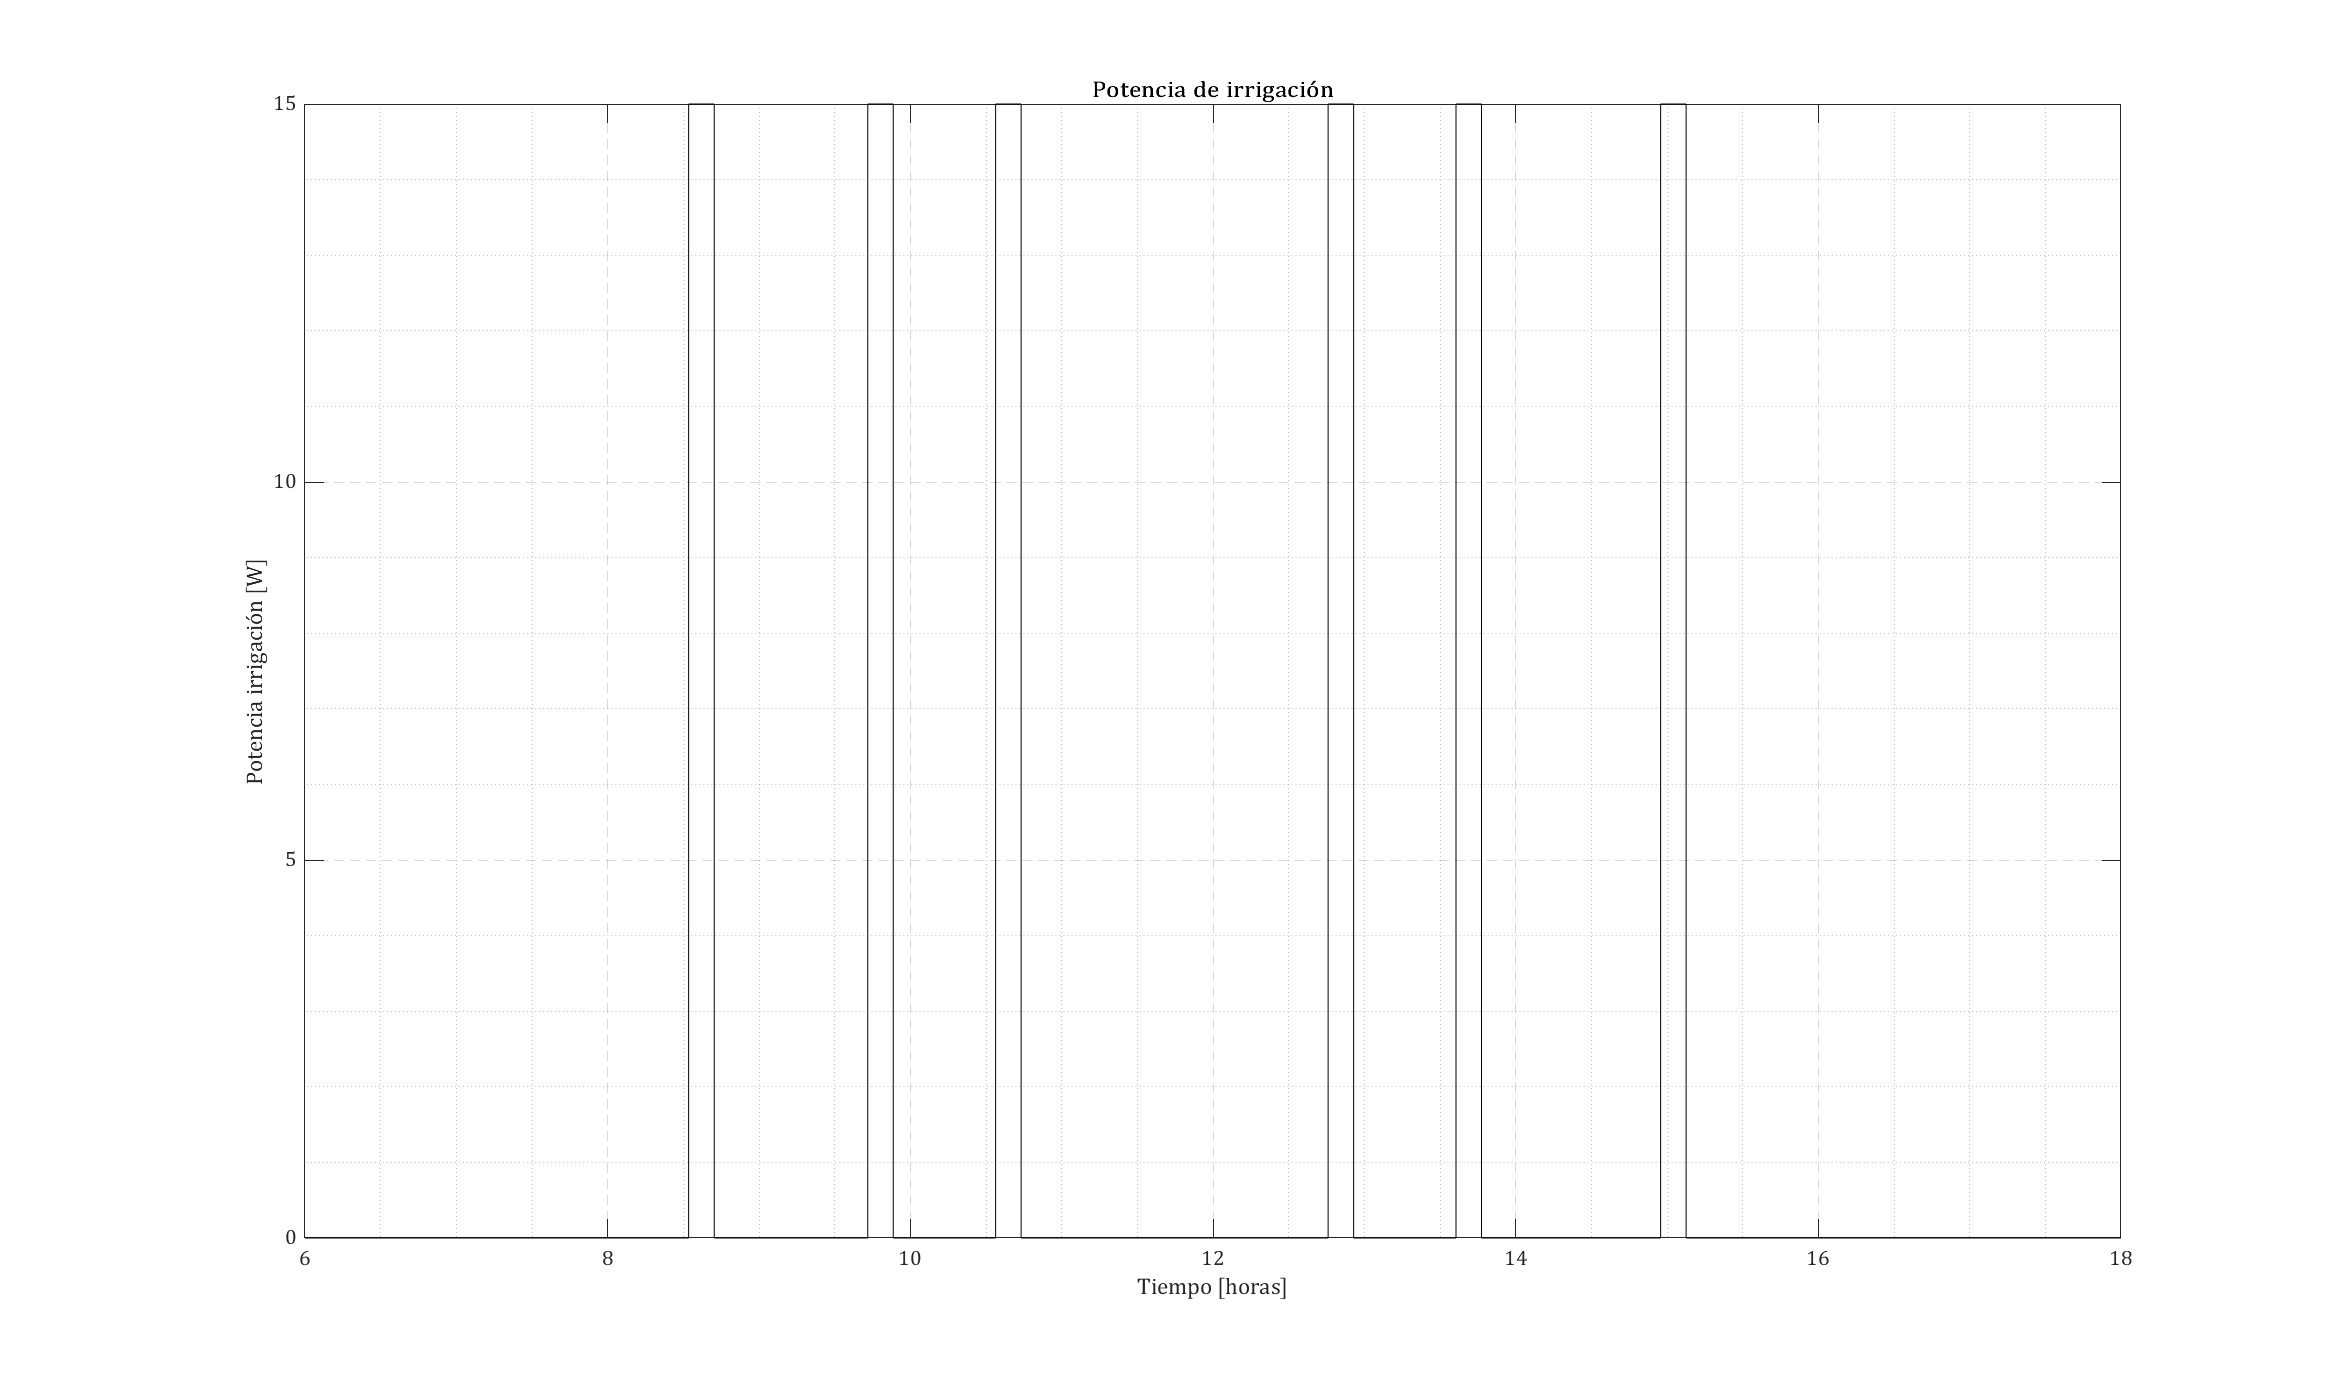 Potencia de irrigación
15
10
5
0
Potencia irrigación [W]
6 8 10 12 14 16 18
Tiempo [horas]